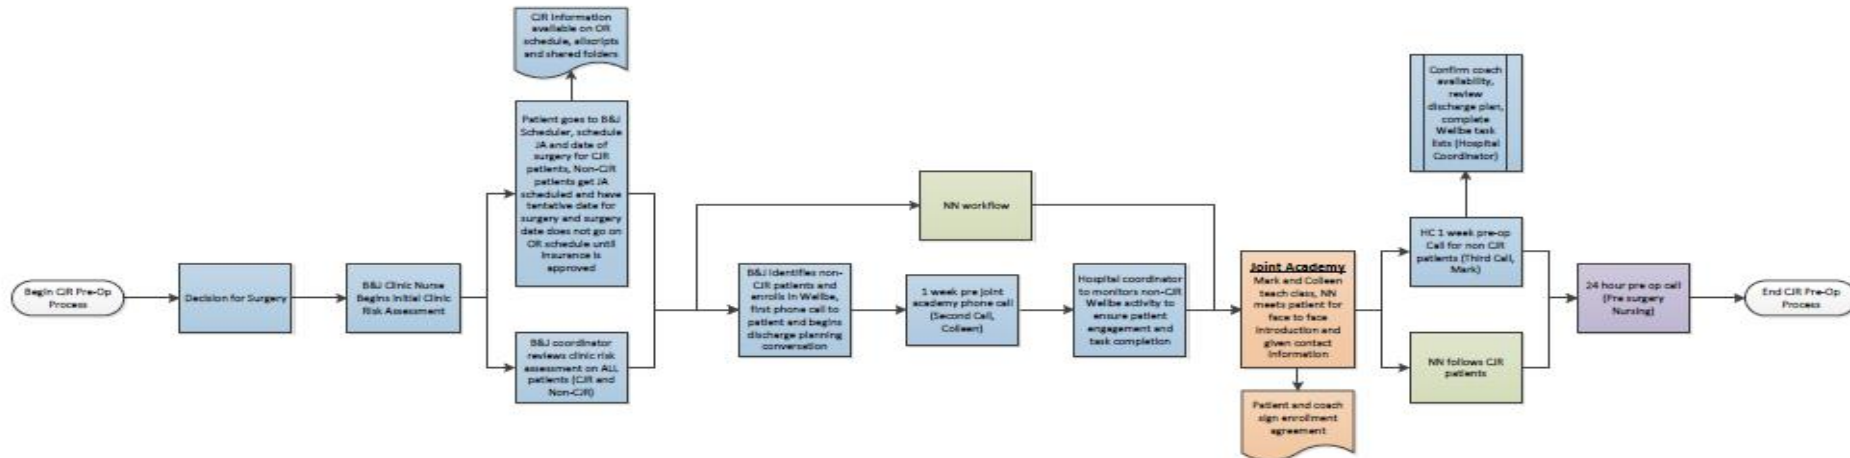 Begin CJR Pre-Op
Process
Decision for Surgery
B&J Clinic Nurse
Begins Initial Clinic
Risk Assessment
CJR Information
available on OR
schedule, allscripts
and shared folders
Patient goes to B&J
Scheduler, schedule
JA and date of
surgery for CJR
patients, Non-CJR
patients get JA
scheduled and have
tentative date for
surgery and surgery
date does not go on
OR schedule until
insurance is
approved
B&J coordinator
reviews clinic risk
assessment on ALL
patients (CJR and
Non-CJR)
NN workflow
B&J identifies non-
CJR patients and
enrolls in Wellbe,
first phone call to
patient and begins
discharge planning
conversation
1 week pre joint
academy phone call
(Second Call,
Colleen)
Hospital coordinator
to monitors non-CJR
Wellbe activity to
ensure patient
engagement and
task completion
Joint Academy
Mark and Colleen
teach class, NN
meets patient for
face to face
introduction and
given contact
information
Patient and coach
sign enrollment
agreement
Confirm coach
availability,
review
discharge plan,
complete
Wellbe task
lists (Hospital
Coordinator)
HC 1 week pre-op
Call for non CJR
patients (Third Call,
Mark)
NN follows CJR
patients
24 hour pre op call
(Pre surgery
Nursing)
End CJR Pre-Op
Process